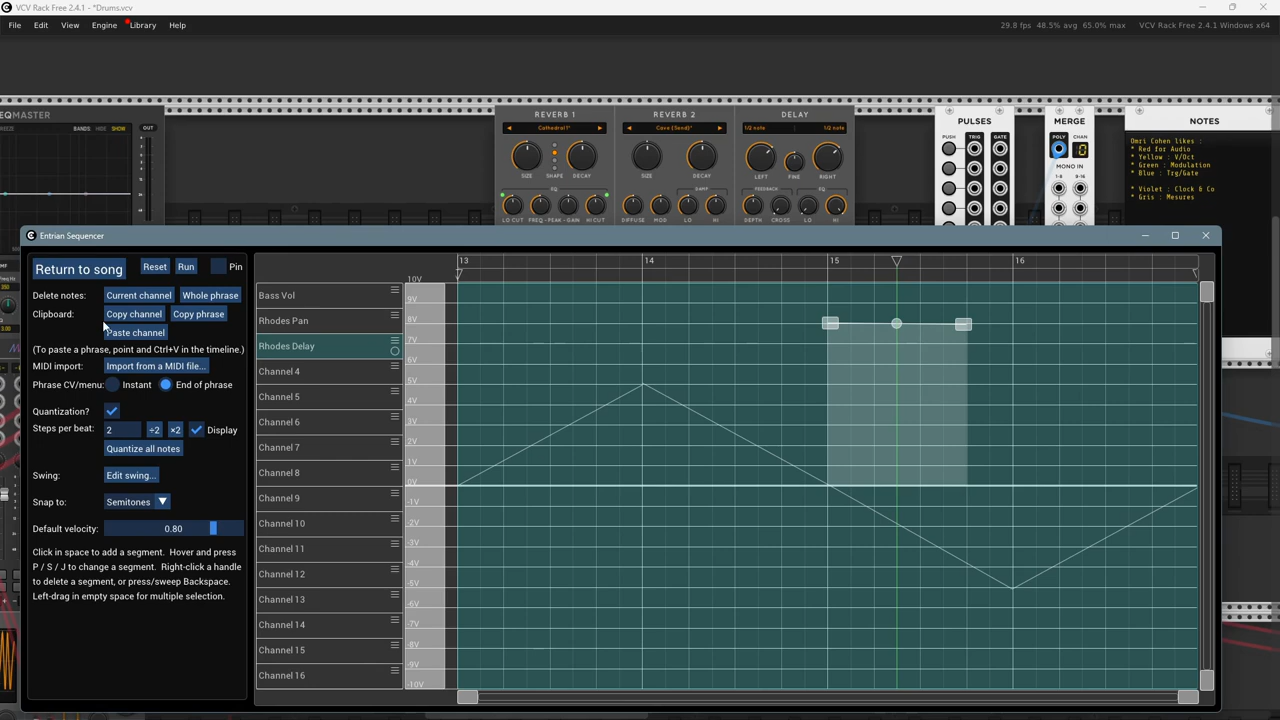 VCV Rack Free 2.4.1 - *Drums.vcv
File Edit View Engine Library Help
29.8 fps 48.5% avg 65.0% max VCV Rack Free 2.4.1 Windows x64
EQMASTER
BANDS HIDE SHOW
OUT
REVERB 1
Cathedral 1*
SIZE SHAPE DECAY
EQ
LO CUT FREQ-PEAK-GAIN HI CUT
REVERB 2
Cave (Send)*
SIZE DECAY
DAMP
DIFFUSE MOD LO HI
DELAY
1/2 note 1/2 note
LEFT FINE RIGHT
FEEDBACK EQ
DEPTH CROSS LO HI
PULSES
PUSH TRIG GATE
MERGE
POLY CHAN
MONO IN
1-8 9-16
NOTES
Omri Cohen likes :
* Red for Audio
* Yellow : V/Oct
* Green : Modulation
* Blue : Trg/Gate
* Violet : Clock & Co
* Gris : Mesures
Entrian Sequencer
Return to song Reset Run Pin
Delete notes: Current channel Whole phrase
Clipboard: Copy channel Copy phrase
Paste channel
(To paste a phrase, point and Ctrl+V in the timeline.)
MIDI import: Import from a MIDI file...
Phrase CV/menu: Instant End of phrase
Quantization?
Steps per beat: 2 ÷2 ×2 Display
Quantize all notes
Swing: Edit swing...
Snap to: Semitones
Default velocity: 0.80
Click in space to add a segment. Hover and press
P / S / J to change a segment. Right-click a handle
to delete a segment, or press/sweep Backspace.
Left-drag in empty space for multiple selection.
13 14 15 16
Bass Vol
Rhodes Pan
Rhodes Delay
Channel 4
Channel 5
Channel 6
Channel 7
Channel 8
Channel 9
Channel 10
Channel 11
Channel 12
Channel 13
Channel 14
Channel 15
Channel 16
10V
9V
8V
7V
6V
5V
4V
3V
2V
1V
0V
-1V
-2V
-3V
-4V
-5V
-6V
-7V
-8V
-9V
-10V